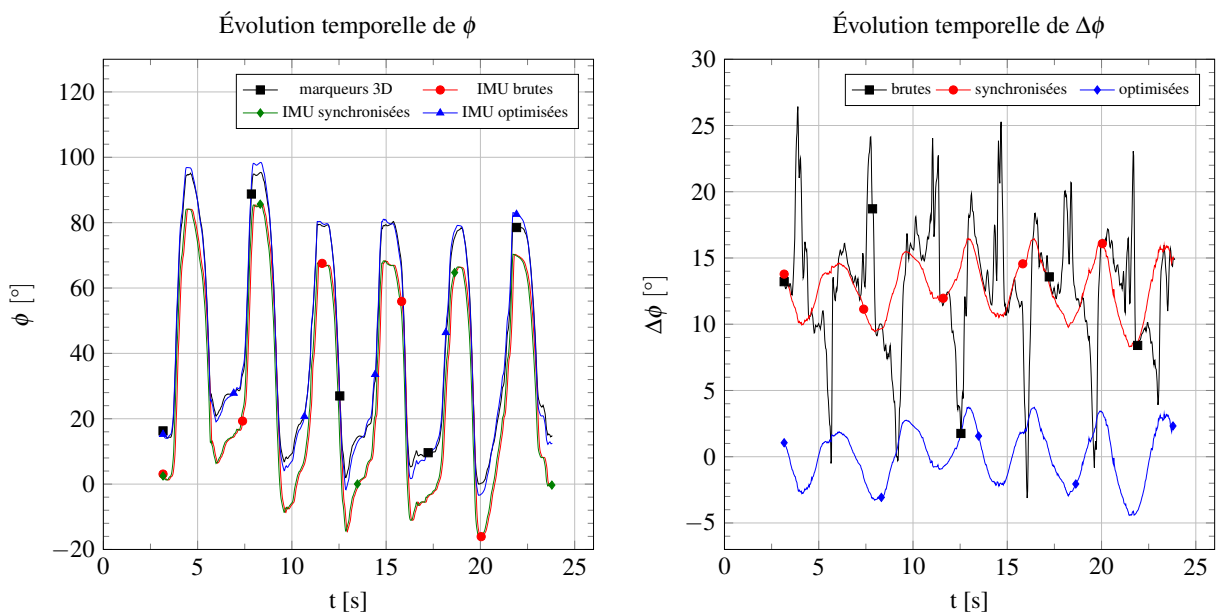 Évolution temporelle de ϕ
120
100
80
60
40
20
0
−20
ϕ [°]
marqueurs 3D
IMU brutes
IMU synchronisées
IMU optimisées
0 5 10 15 20 25
t [s]
Évolution temporelle de Δϕ
30
25
20
15
10
5
0
−5
Δϕ [°]
brutes
synchronisées
optimisées
0 5 10 15 20 25
t [s]